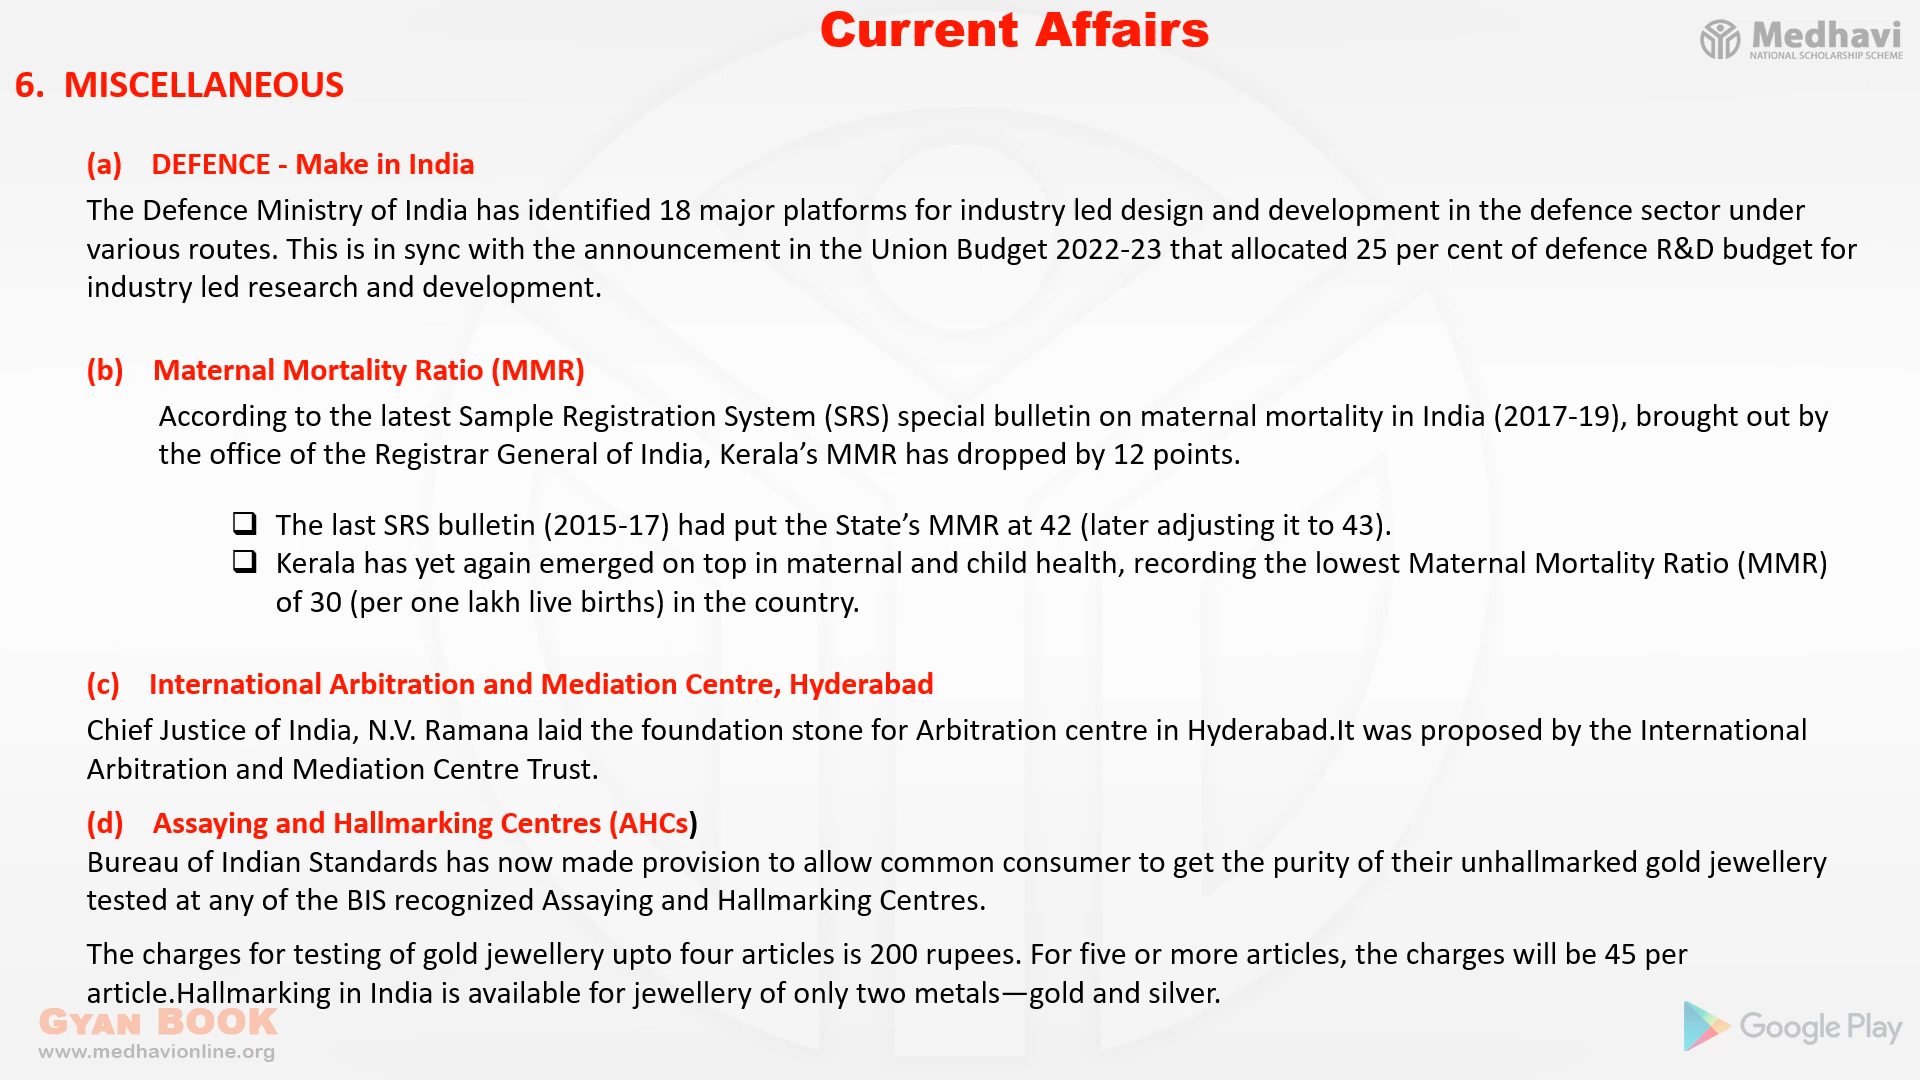 Current Affairs
Medhavi
NATIONAL SCHOLARSHIP SCHEME
6. MISCELLANEOUS
(a) DEFENCE - Make in India
The Defence Ministry of India has identified 18 major platforms for industry led design and development in the defence sector under
various routes. This is in sync with the announcement in the Union Budget 2022-23 that allocated 25 per cent of defence R&D budget for
industry led research and development.
(b) Maternal Mortality Ratio (MMR)
According to the latest Sample Registration System (SRS) special bulletin on maternal mortality in India (2017-19), brought out by
the office of the Registrar General of India, Kerala’s MMR has dropped by 12 points.
❑ The last SRS bulletin (2015-17) had put the State’s MMR at 42 (later adjusting it to 43).
❑ Kerala has yet again emerged on top in maternal and child health, recording the lowest Maternal Mortality Ratio (MMR)
of 30 (per one lakh live births) in the country.
(c) International Arbitration and Mediation Centre, Hyderabad
Chief Justice of India, N.V. Ramana laid the foundation stone for Arbitration centre in Hyderabad.It was proposed by the International
Arbitration and Mediation Centre Trust.
(d) Assaying and Hallmarking Centres (AHCs)
Bureau of Indian Standards has now made provision to allow common consumer to get the purity of their unhallmarked gold jewellery
tested at any of the BIS recognized Assaying and Hallmarking Centres.
The charges for testing of gold jewellery upto four articles is 200 rupees. For five or more articles, the charges will be 45 per
article.Hallmarking in India is available for jewellery of only two metals—gold and silver.
GYAN BOOK
www.medhavionline.org
Google Play